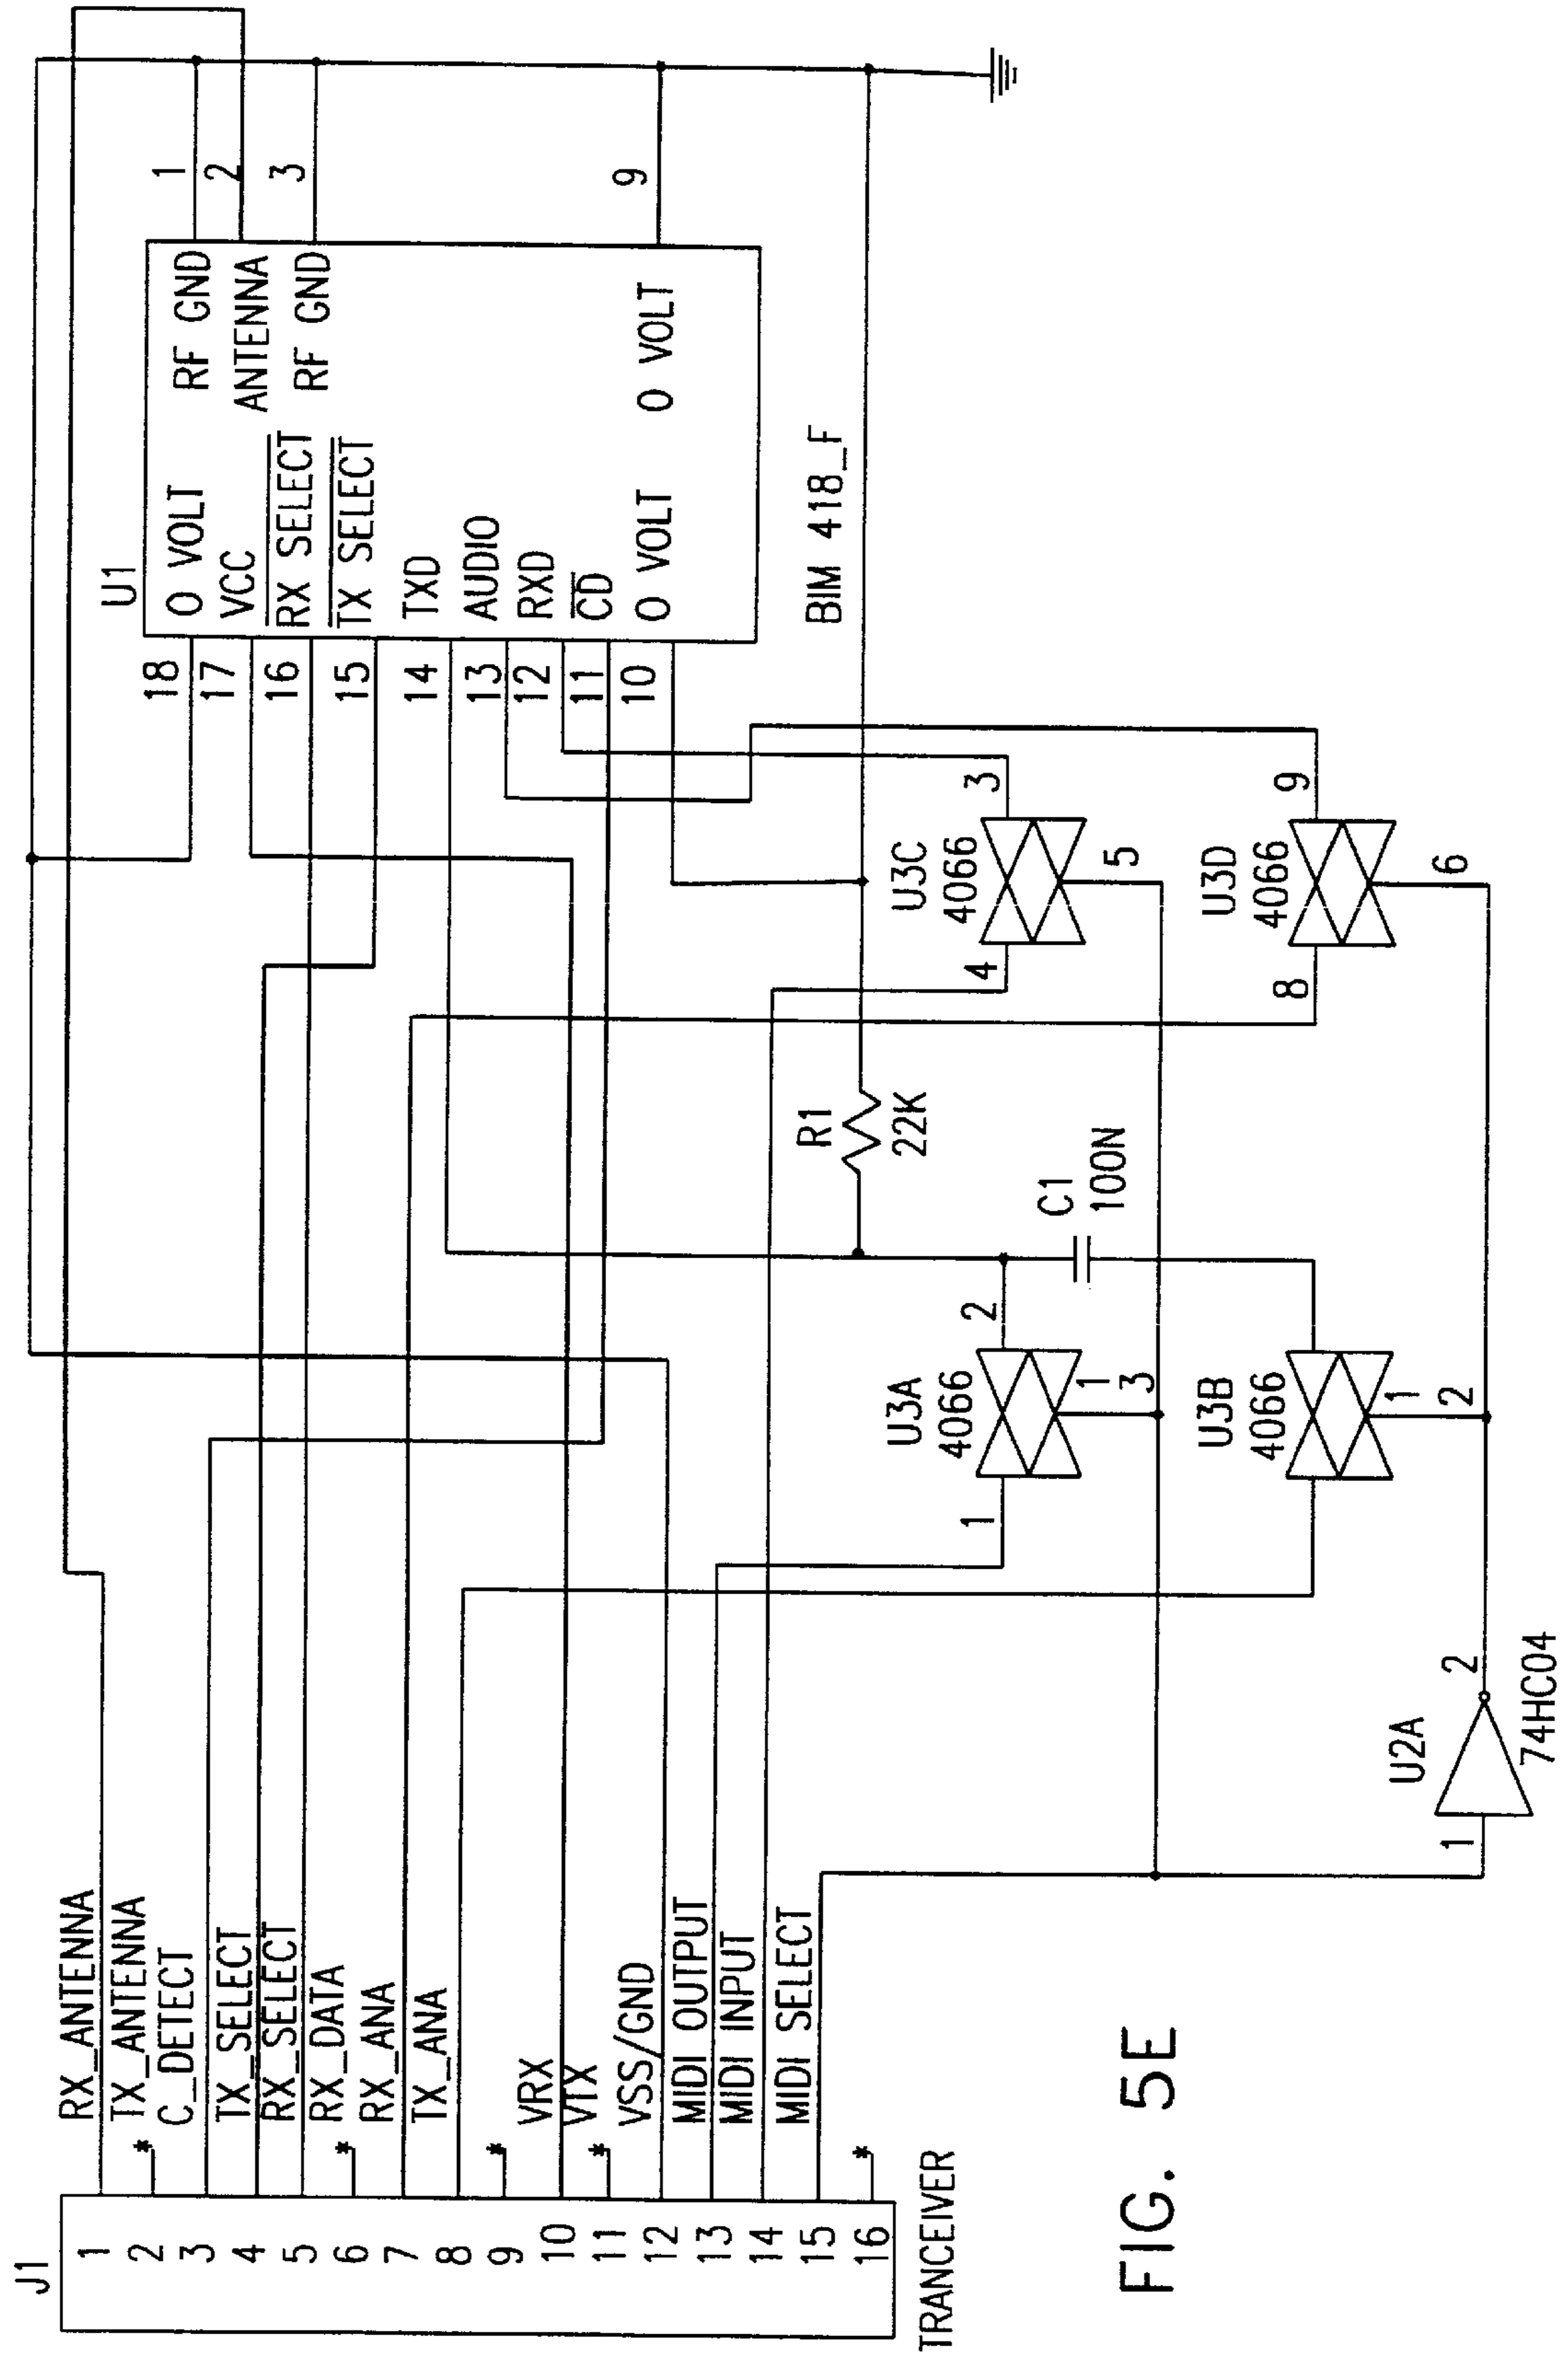 J1
1
2
3
4
5
6
7
8
9
10
11
12
13
14
15
16
TRANCEIVER
RX_ANTENNA
TX_ANTENNA
*
C_DETECT
TX_SELECT
RX_SELECT
RX_DATA
*
RX_ANA
TX_ANA
*
VRX
VTX
*
VSS/GND
MIDI OUTPUT
MIDI INPUT
MIDI SELECT
*
U1
18 O VOLT
17 VCC
16 RX SELECT
15 TX SELECT
14 TXD
13 AUDIO
12 RXD
11 CD
10 O VOLT
RF GND 1
ANTENNA 2
RF GND 3
O VOLT 9
BIM 418_F
R1
22K
C1
100N
U3A
4066
1
2
1
3
U3C
4066
4
3
5
U3B
4066
1
2
U3D
4066
8
9
6
U2A
1
2
74HC04
FIG. 5E